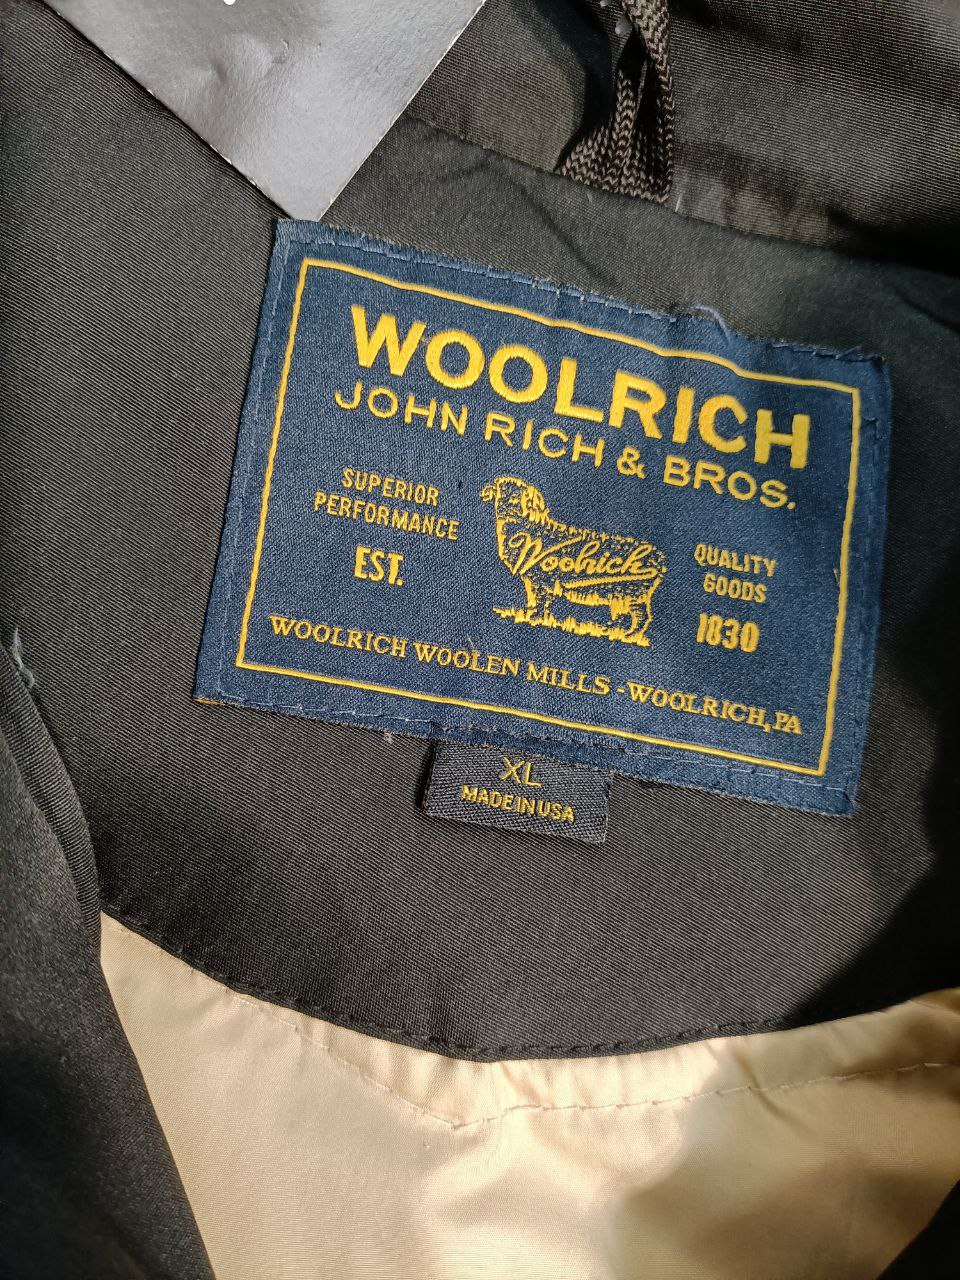 WOOLRICH
JOHN RICH & BROS.
SUPERIOR
PERFORMANCE
EST.
Woolrich
QUALITY
GOODS
1830
WOOLRICH WOOLEN MILLS - WOOLRICH, PA
XL
MADE IN USA